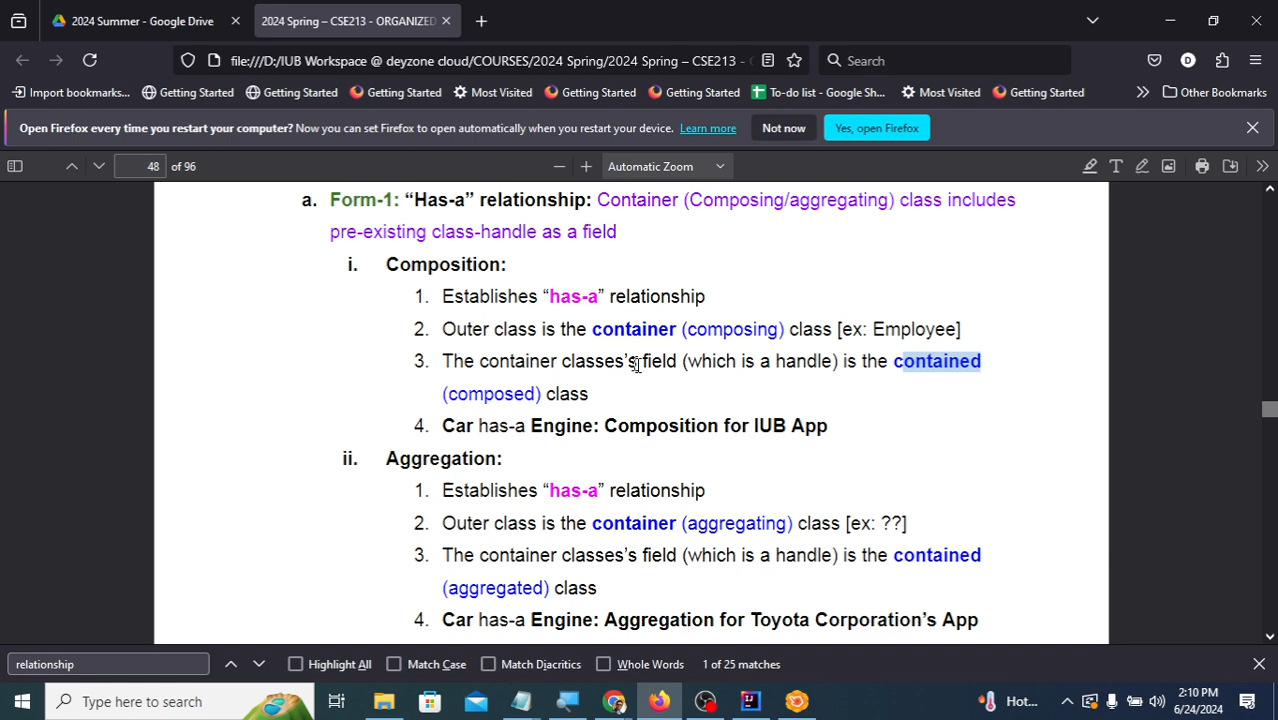 2024 Summer - Google Drive
2024 Spring – CSE213 - ORGANIZED
file:///D:/IUB Workspace @ deyzone cloud/COURSES/2024 Spring/2024 Spring – CSE213 -
Search
Import bookmarks...
Getting Started
Getting Started
Getting Started
Most Visited
Getting Started
Getting Started
To-do list - Google Sh...
Most Visited
Getting Started
Other Bookmarks
Open Firefox every time you restart your computer? Now you can set Firefox to open automatically when you restart your device. Learn more
Not now
Yes, open Firefox
48 of 96
Automatic Zoom
a. Form-1: “Has-a” relationship: Container (Composing/aggregating) class includes
pre-existing class-handle as a field
i. Composition:
1. Establishes “has-a” relationship
2. Outer class is the container (composing) class [ex: Employee]
3. The container classes’s field (which is a handle) is the contained
(composed) class
4. Car has-a Engine: Composition for IUB App
ii. Aggregation:
1. Establishes “has-a” relationship
2. Outer class is the container (aggregating) class [ex: ??]
3. The container classes’s field (which is a handle) is the contained
(aggregated) class
4. Car has-a Engine: Aggregation for Toyota Corporation’s App
relationship
Highlight All
Match Case
Match Diacritics
Whole Words
1 of 25 matches
Type here to search
Hot...
2:10 PM
6/24/2024